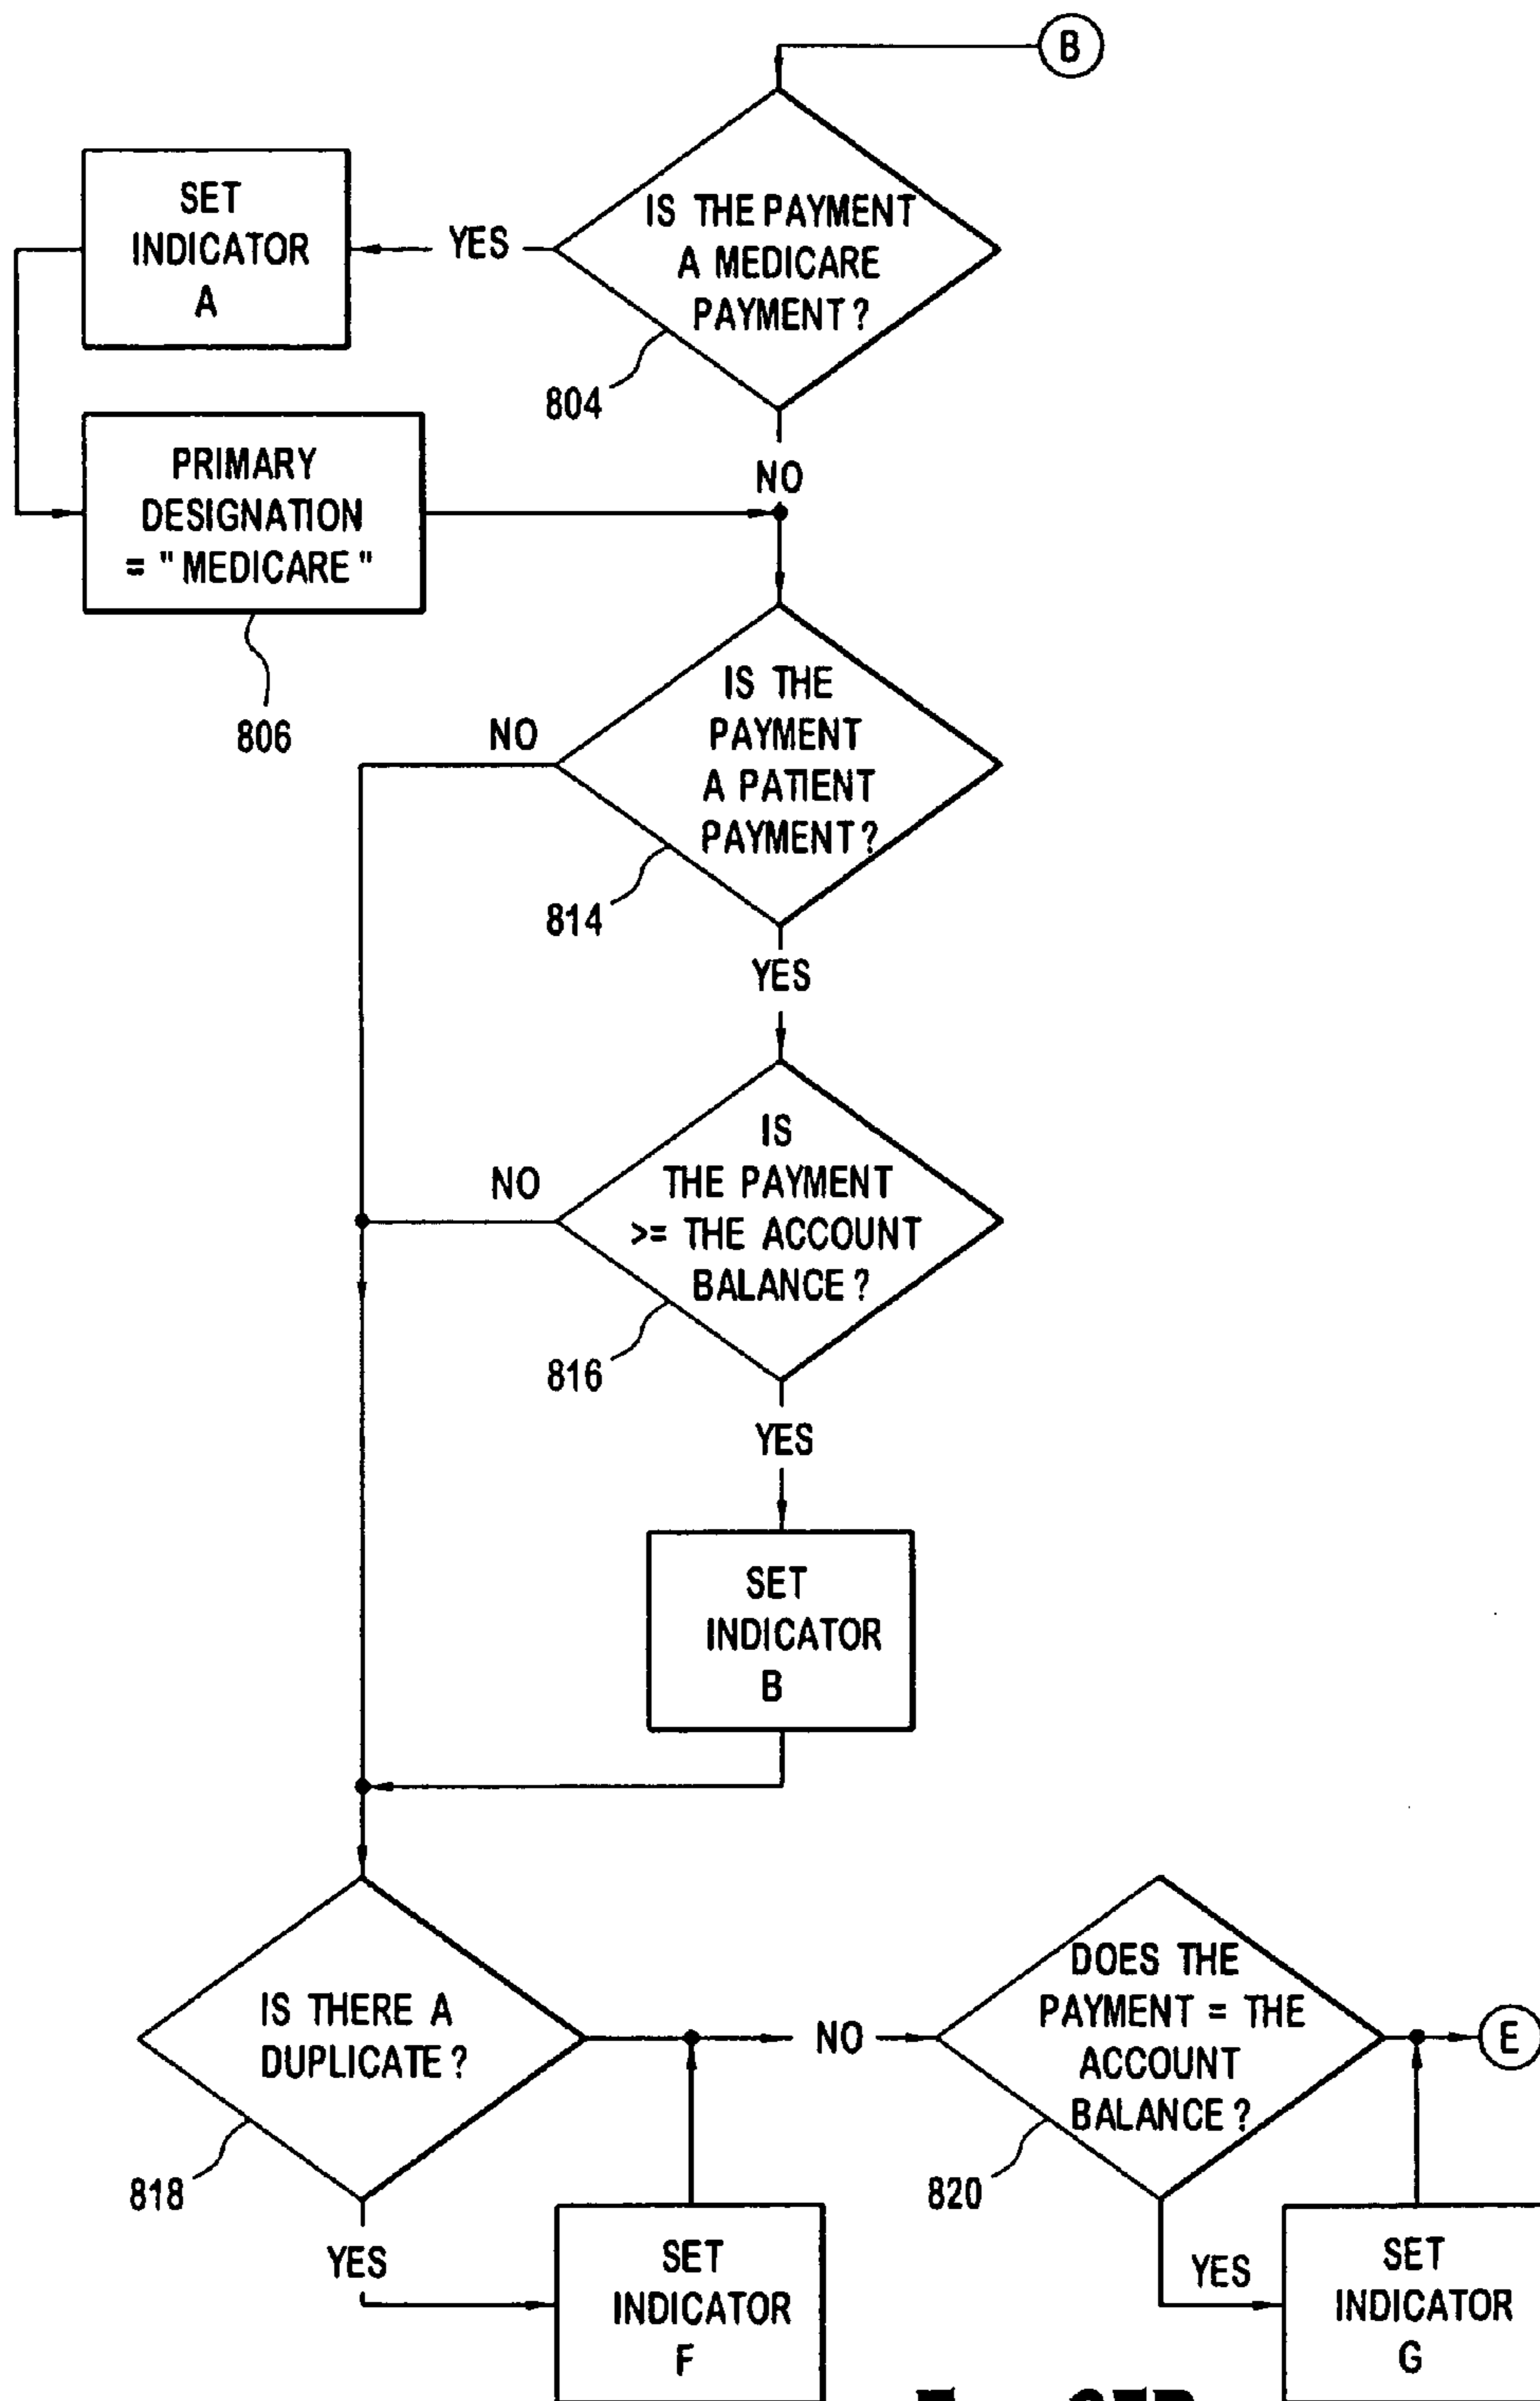 B
IS THE PAYMENT
A MEDICARE
PAYMENT?
804
YES
SET
INDICATOR
A
PRIMARY
DESIGNATION
= "MEDICARE"
806
NO
IS THE
PAYMENT
A PATIENT
PAYMENT?
814
NO
YES
IS
THE PAYMENT
>= THE ACCOUNT
BALANCE?
816
NO
YES
SET
INDICATOR
B
IS THERE A
DUPLICATE?
818
YES
SET
INDICATOR
F
NO
DOES THE
PAYMENT = THE
ACCOUNT
BALANCE?
820
YES
SET
INDICATOR
G
E